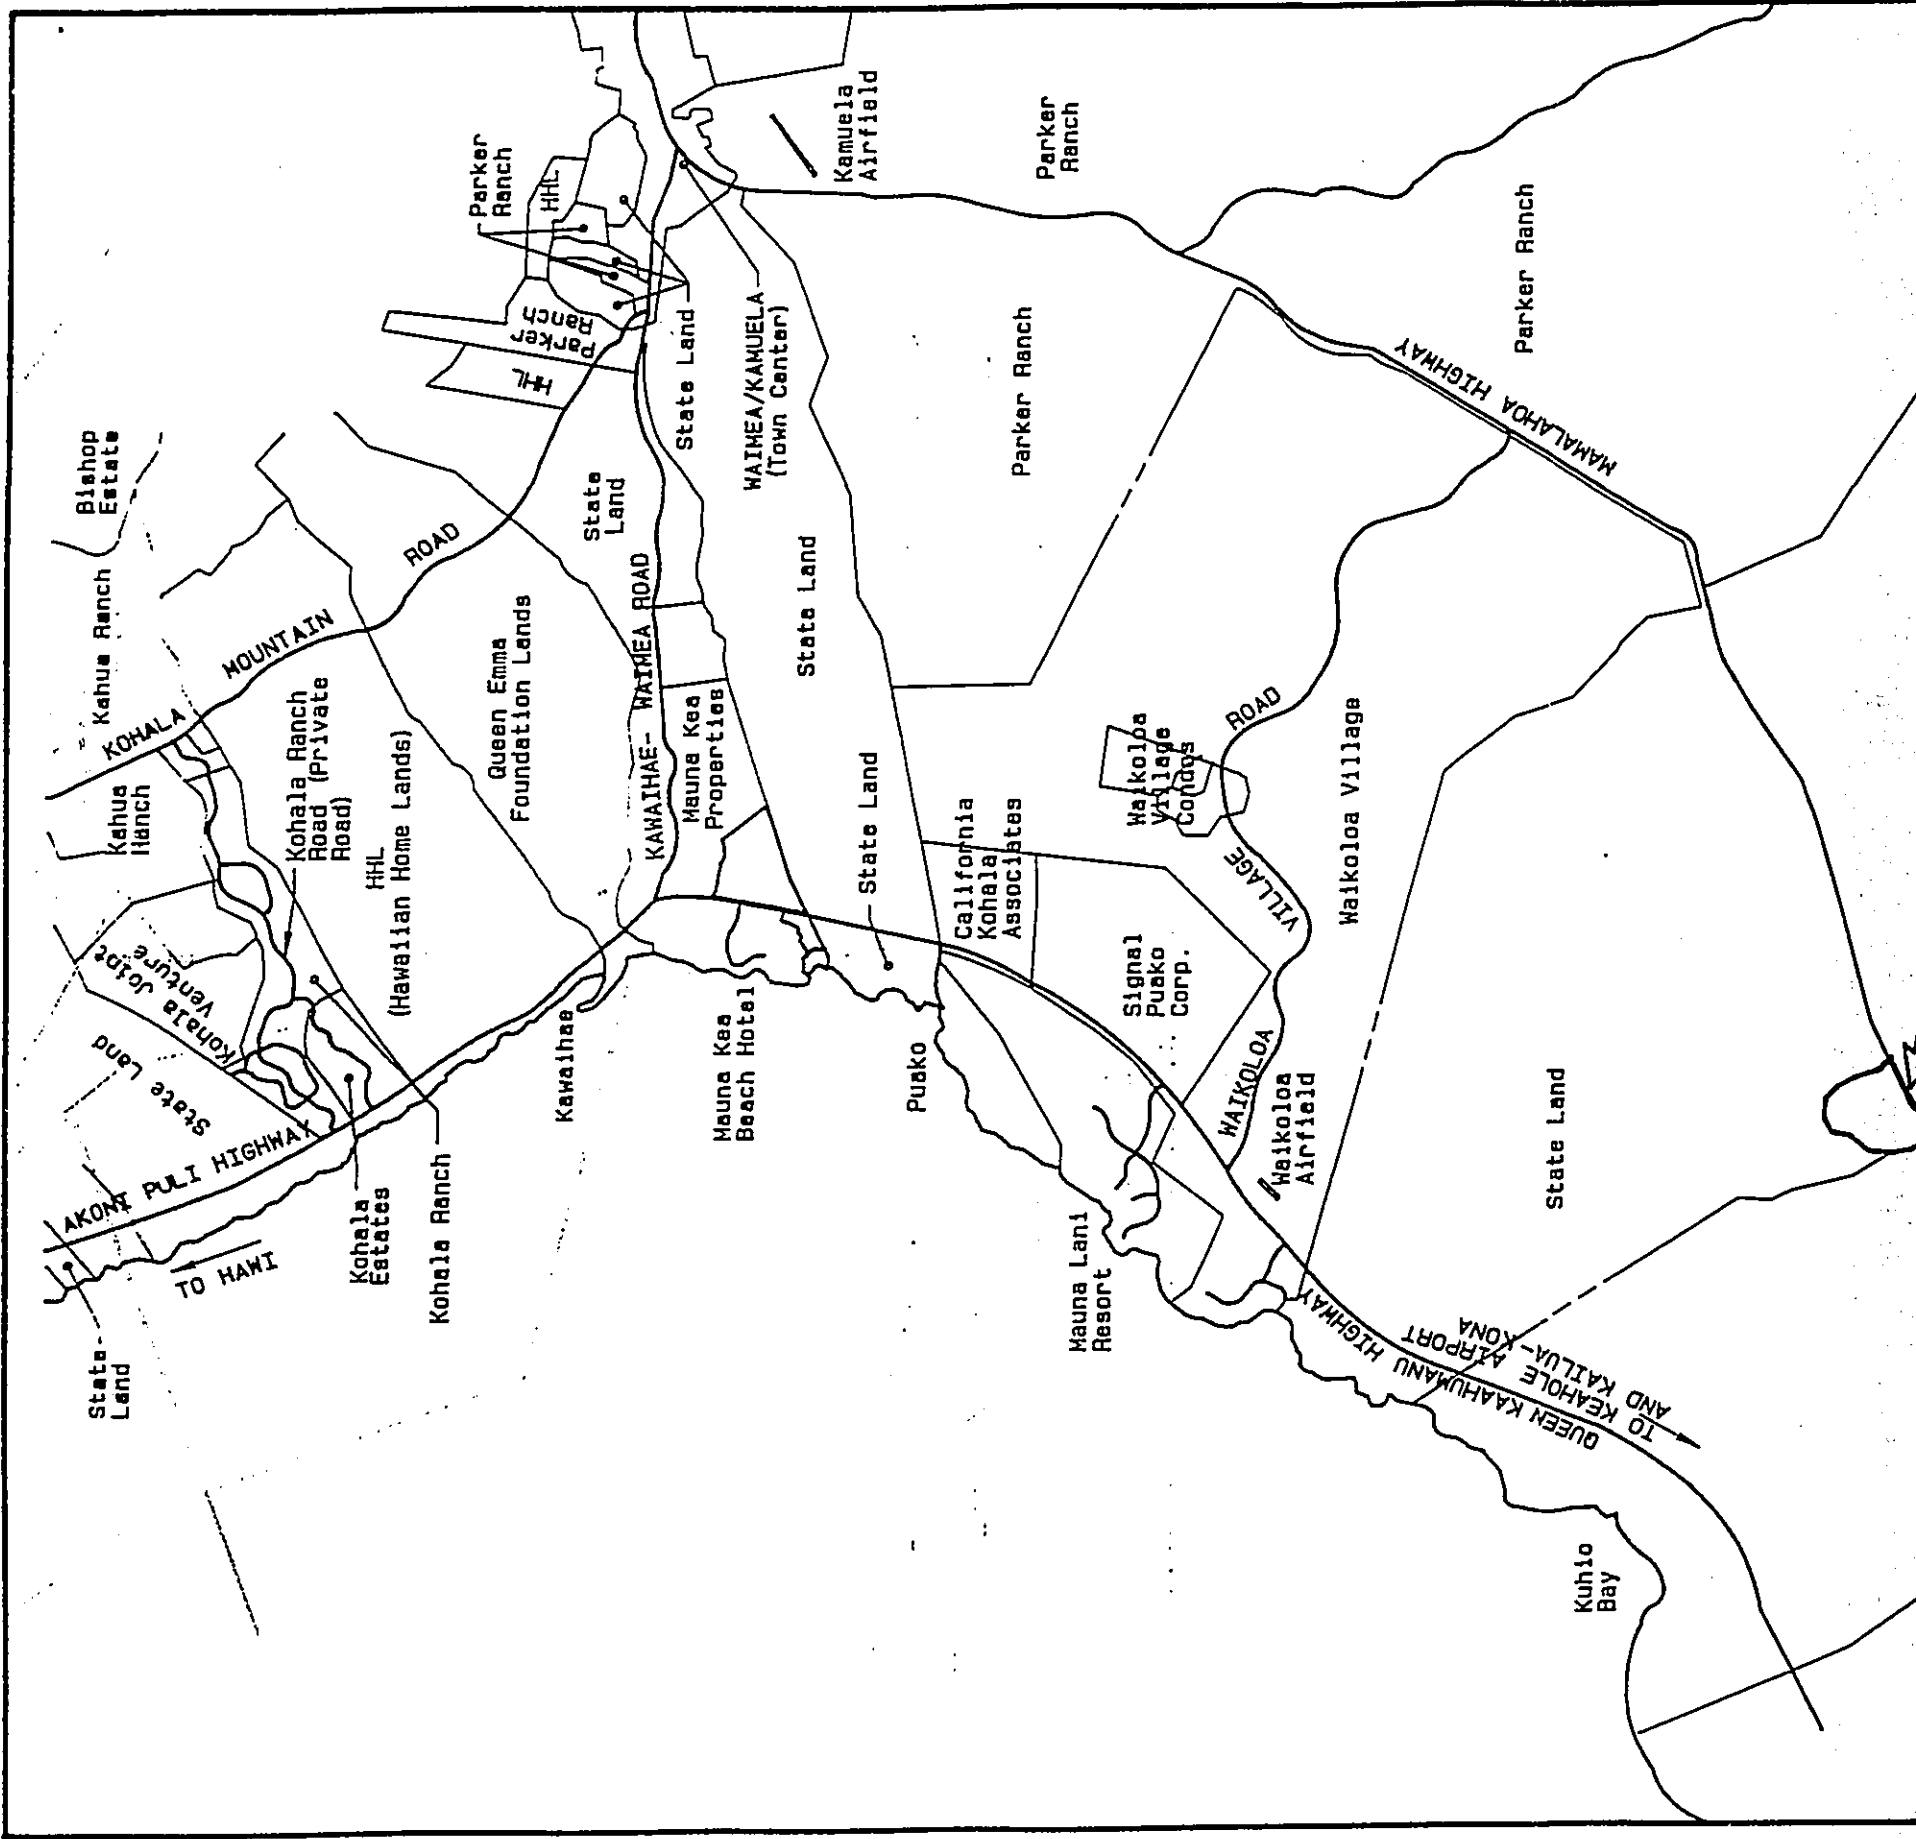 Bishop
Estate
Kahua Ranch
KOHALA
MOUNTAIN
ROAD
Kahua
Kohala Ranch
Road (Private
Road)
HHL
(Hawaiian Home Lands)
Queen Emma
Foundation Lands
Kohala Joint
Venture
State Land
AKONI PULI HIGHWAY
State
Land
TO HAWI
Kohala
Estates
Kohala Ranch
Kawaihae
Parker
Ranch
HHL
Parker
Ranch
HHL
State
Land
State Land
WAIMEA/KAMUELA
(Town Center)
KAWAIHAE- WAIMEA ROAD
Mauna Kea
Properties
State Land
State Land
Mauna Kea
Beach Hotel
Puako
Kamuela
Airfield
Parker
Ranch
Parker Ranch
Parker Ranch
MAMALAHOA HIGHWAY
California
Kohala
Associates
Signal
Puako
Corp.
Waikoloa
Village
Condos
WAIKOLOA
VILLAGE
ROAD
Waikoloa Village
Waikoloa
Airfield
Mauna Lani
Resort
State Land
QUEEN KAAHUMANU HIGHWAY
TO KEAHOLE AIRPORT
AND KAILUA-KONA
Kuhio
Bay